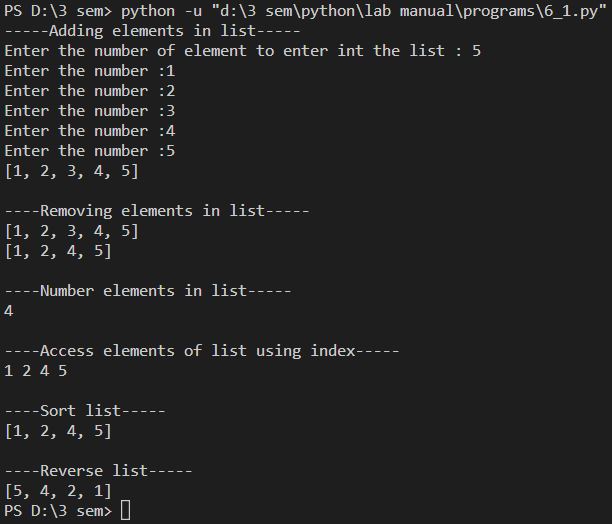 PS D:\3 sem> python -u "d:\3 sem\python\lab manual\programs\6_1.py"
-----Adding elements in list-----
Enter the number of element to enter int the list : 5
Enter the number :1
Enter the number :2
Enter the number :3
Enter the number :4
Enter the number :5
[1, 2, 3, 4, 5]
----Removing elements in list-----
[1, 2, 3, 4, 5]
[1, 2, 4, 5]
----Number elements in list-----
4
----Access elements of list using index-----
1 2 4 5
----Sort list-----
[1, 2, 4, 5]
----Reverse list-----
[5, 4, 2, 1]
PS D:\3 sem>